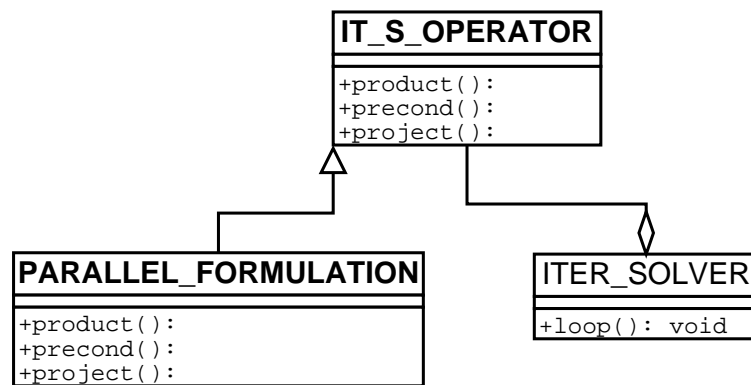 IT_S_OPERATOR
+product():
+precond():
+project():
PARALLEL_FORMULATION
+product():
+precond():
+project():
ITER_SOLVER
+loop(): void